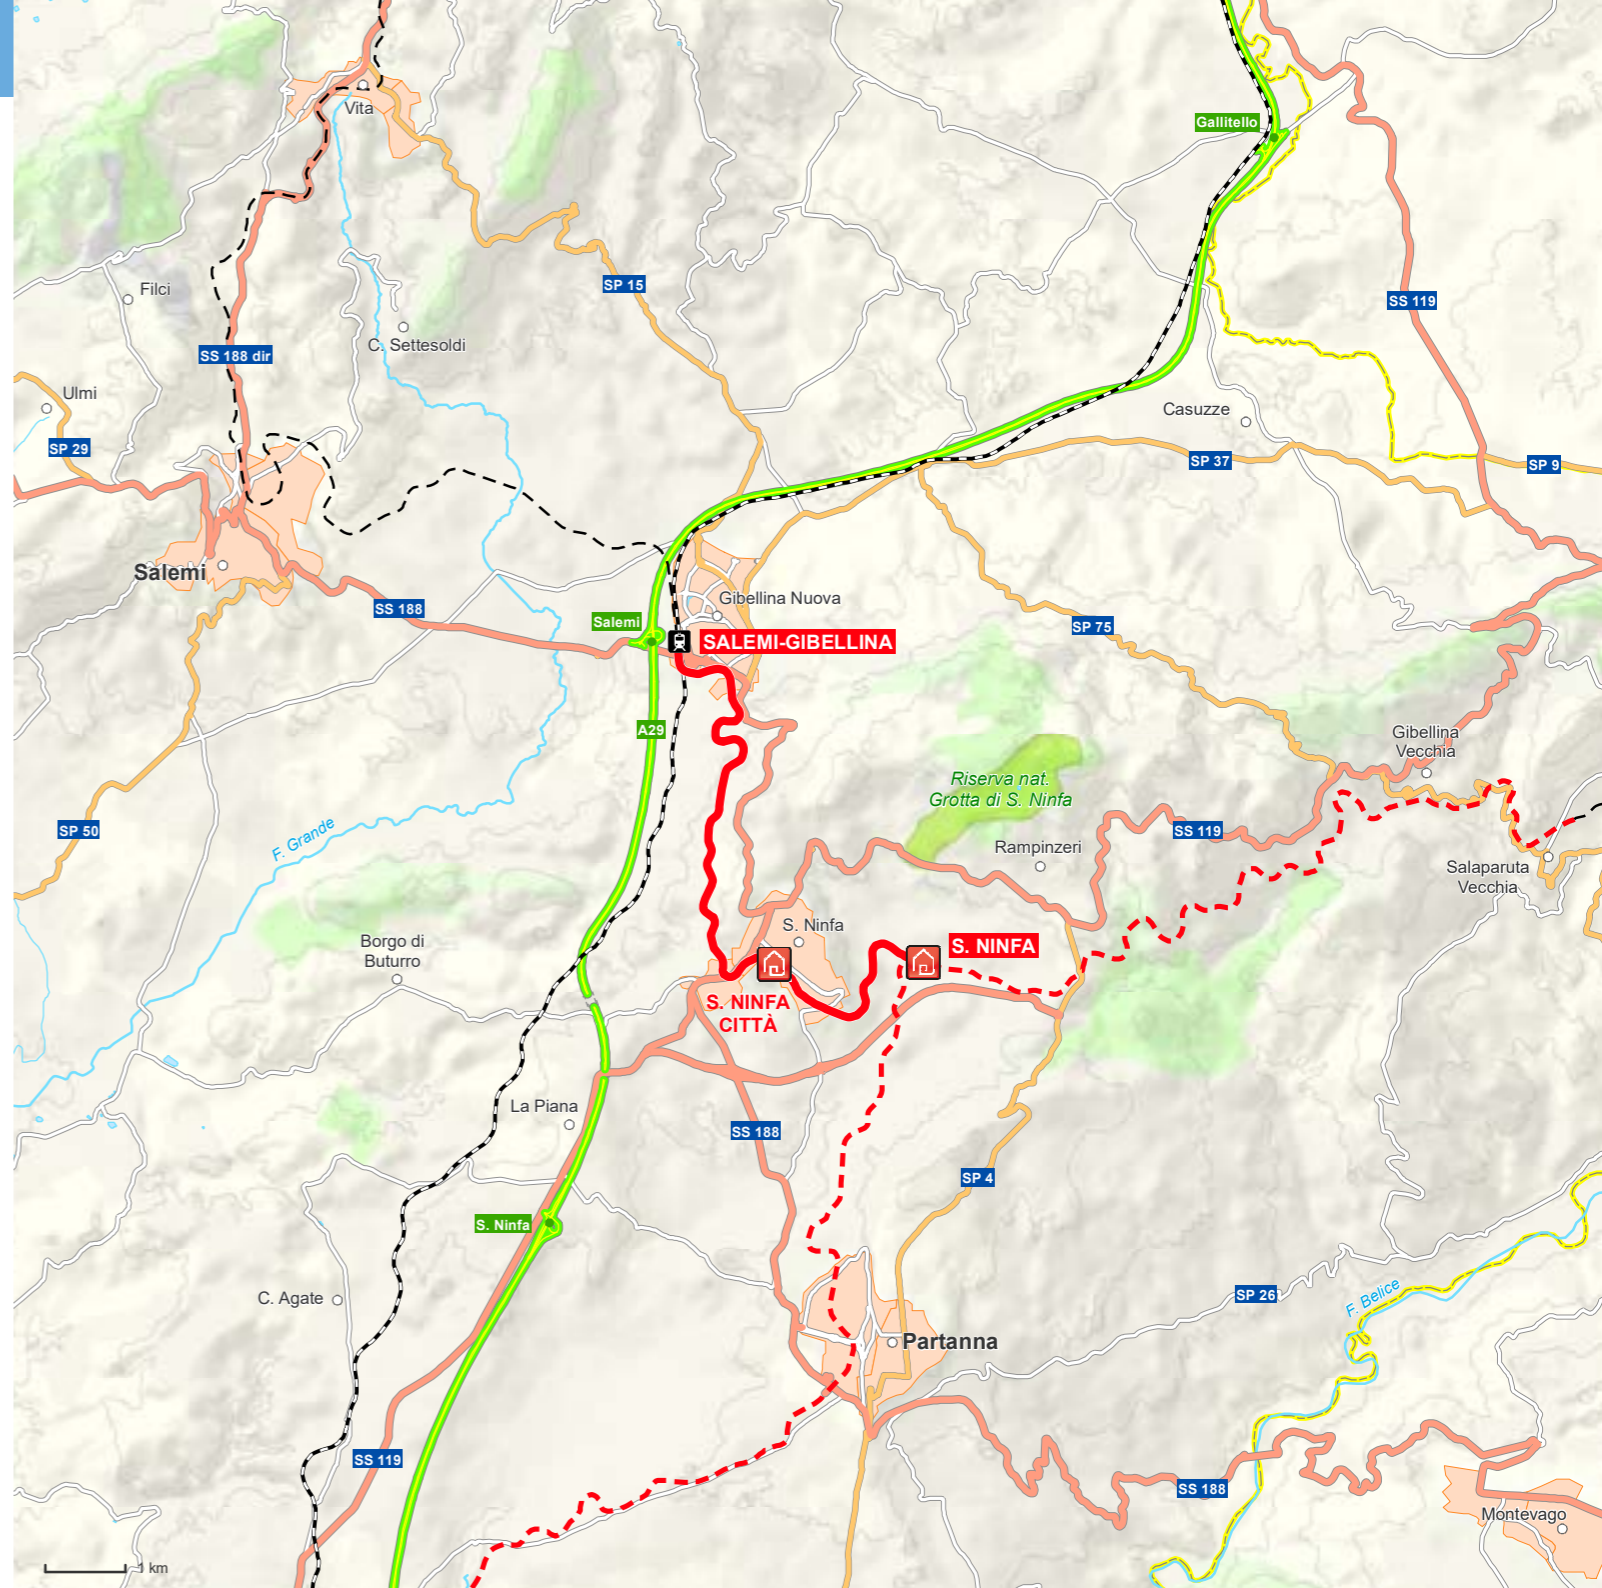 Vita
Gallitello
Filci
SP 15
SS 119
C. Settesoldi
SS 188 dir
Ulmi
Casuzze
SP 29
SP 37
SP 9
Salemi
Gibellina Nuova
SS 188
Salemi
SP 75
SALEMI-GIBELLINA
A29
Gibellina
Vecchia
Riserva nat.
Grotta di S. Ninfa
SP 50
F. Grande
SS 119
Rampinzeri
Salaparuta
Vecchia
S. Ninfa
Borgo di
Buturro
S. NINFA
S. NINFA
CITTÀ
La Piana
SS 188
SP 4
S. Ninfa
C. Agate
SP 26
F. Belice
Partanna
SS 119
SS 188
Montevago
1 km